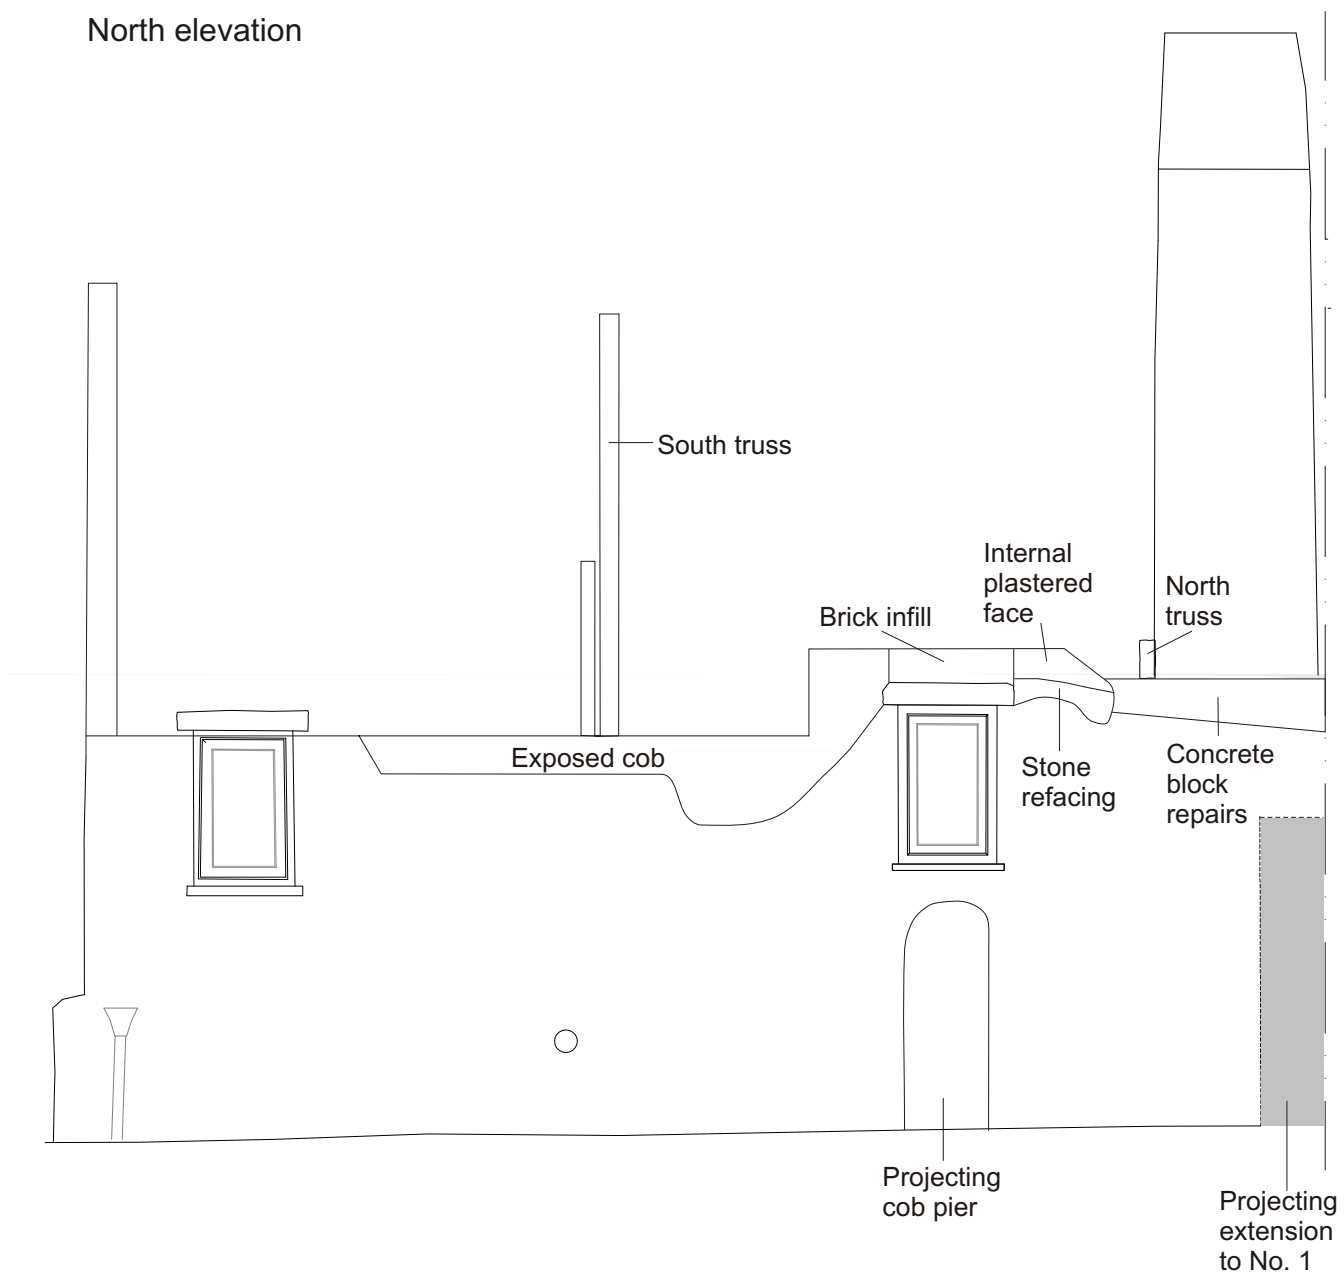 North elevation
South truss
Internal
plastered
face
North
truss
Brick infill
Exposed cob
Stone
refacing
Concrete
block
repairs
Projecting
cob pier
Projecting
extension
to No. 1